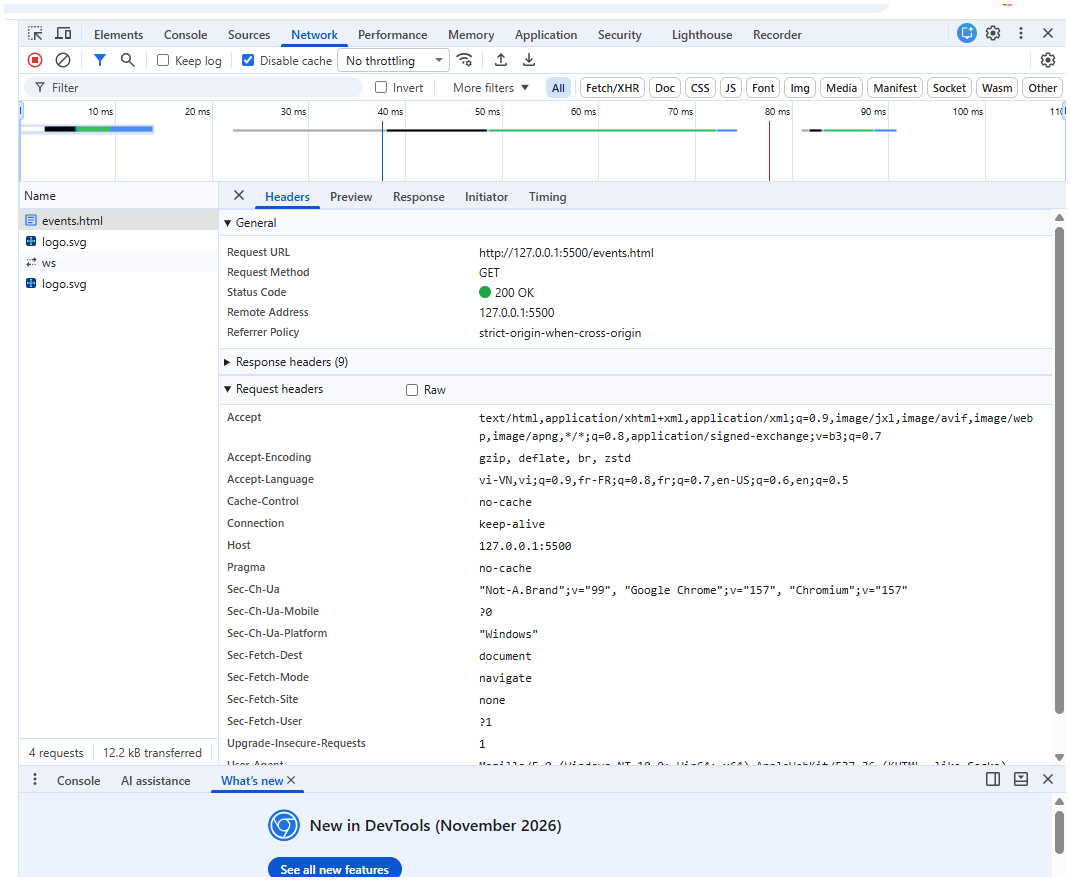 Elements Console Sources Network Performance Memory Application Security Lighthouse Recorder
Keep log Disable cache No throttling
Filter Invert More filters All Fetch/XHR Doc CSS JS Font Img Media Manifest Socket Wasm Other
10 ms 20 ms 30 ms 40 ms 50 ms 60 ms 70 ms 80 ms 90 ms 100 ms
Name Headers Preview Response Initiator Timing
events.html
logo.svg
ws
logo.svg
General
Request URL http://127.0.0.1:5500/events.html
Request Method GET
Status Code 200 OK
Remote Address 127.0.0.1:5500
Referrer Policy strict-origin-when-cross-origin
Response headers (9)
Request headers Raw
Accept text/html,application/xhtml+xml,application/xml;q=0.9,image/jxl,image/avif,image/web
p,image/apng,*/*;q=0.8,application/signed-exchange;v=b3;q=0.7
Accept-Encoding gzip, deflate, br, zstd
Accept-Language vi-VN,vi;q=0.9,fr-FR;q=0.8,fr;q=0.7,en-US;q=0.6,en;q=0.5
Cache-Control no-cache
Connection keep-alive
Host 127.0.0.1:5500
Pragma no-cache
Sec-Ch-Ua "Not-A.Brand";v="99", "Google Chrome";v="157", "Chromium";v="157"
Sec-Ch-Ua-Mobile ?0
Sec-Ch-Ua-Platform "Windows"
Sec-Fetch-Dest document
Sec-Fetch-Mode navigate
Sec-Fetch-Site none
Sec-Fetch-User ?1
Upgrade-Insecure-Requests 1
User-Agent
4 requests 12.2 kB transferred
Console AI assistance What's new
New in DevTools (November 2026)
See all new features